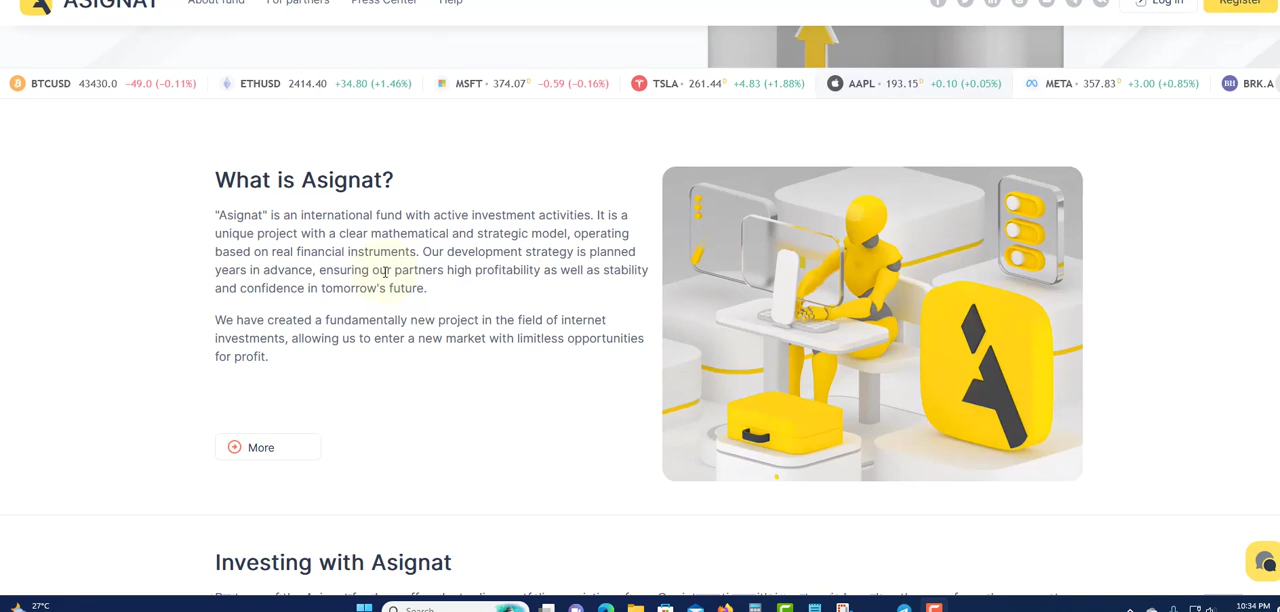 ASIGNAT
About fund
For partners
Press Center
Help
Log in
Register
BTCUSD 43430.0 −49.0 (−0.11%)
ETHUSD 2414.40 +34.80 (+1.46%)
MSFT 374.07 D −0.59 (−0.16%)
TSLA 261.44 D +4.83 (+1.88%)
AAPL 193.15 D +0.10 (+0.05%)
META 357.83 D +3.00 (+0.85%)
BH BRK.A
What is Asignat?
"Asignat" is an international fund with active investment activities. It is a
unique project with a clear mathematical and strategic model, operating
based on real financial instruments. Our development strategy is planned
years in advance, ensuring our partners high profitability as well as stability
and confidence in tomorrow's future.
We have created a fundamentally new project in the field of internet
investments, allowing us to enter a new market with limitless opportunities
for profit.
More
Investing with Asignat
27°C
Search
10:34 PM